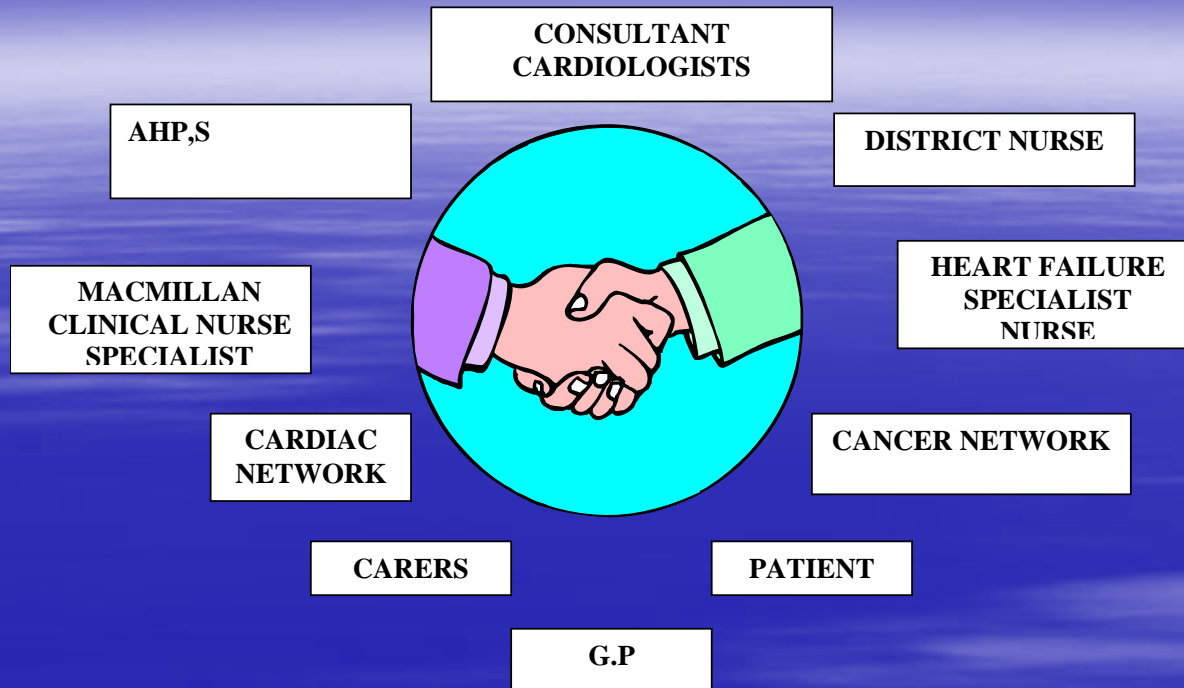 CONSULTANT
CARDIOLOGISTS
AHP,S
DISTRICT NURSE
MACMILLAN
CLINICAL NURSE
SPECIALIST
HEART FAILURE
SPECIALIST
NURSE
CARDIAC
NETWORK
CANCER NETWORK
CARERS
PATIENT
G.P